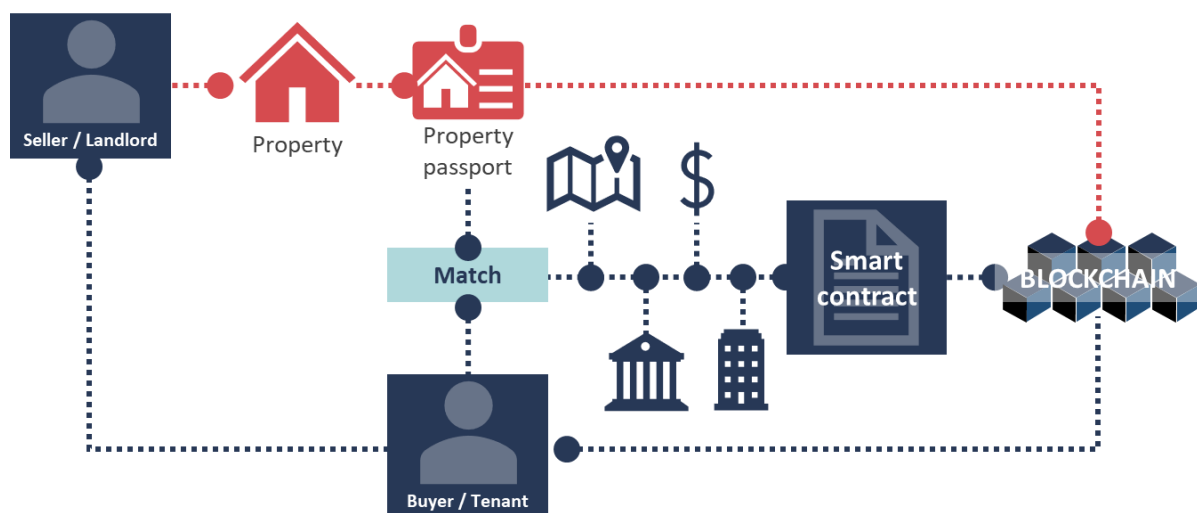 Seller / Landlord
Property
Property
passport
Match
Smart
contract
BLOCKCHAIN
Buyer / Tenant
$